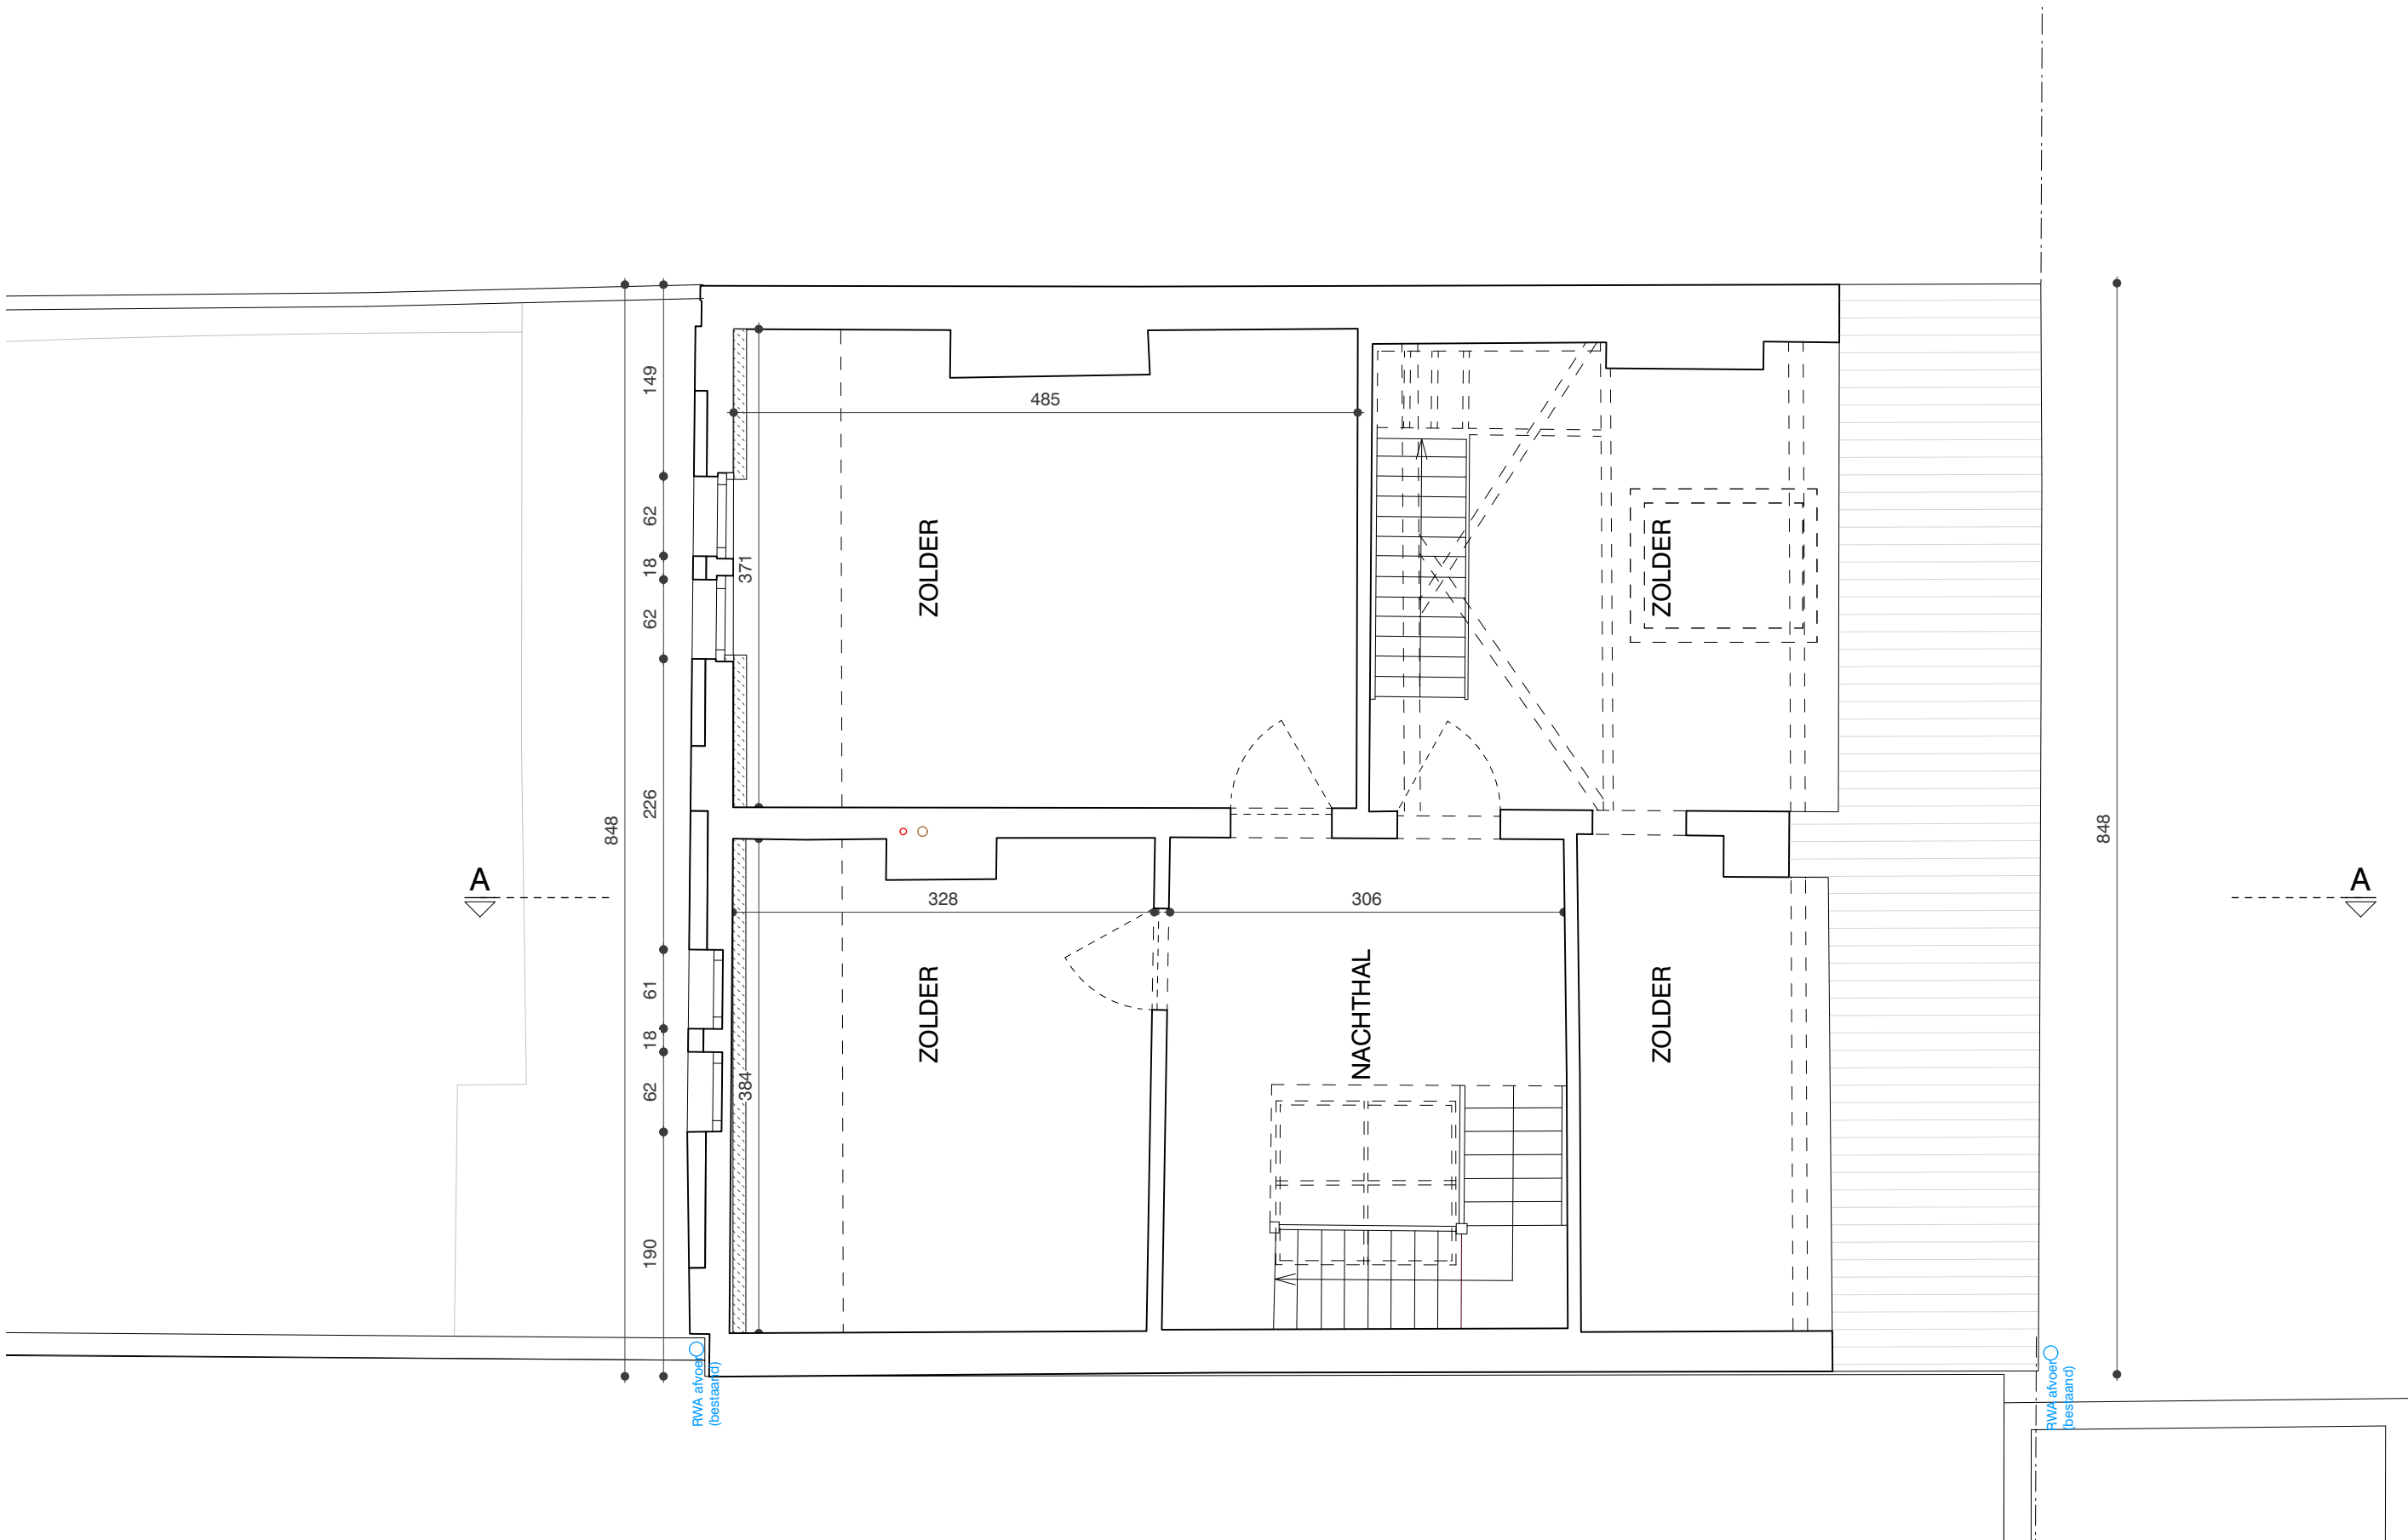 149
485
62
ZOLDER
ZOLDER
18
371
62
226
848
848
A
A
328
306
61
ZOLDER
NACHTHAL
ZOLDER
18
62
384
190
RWA afvoer
(bestaand)
RWA afvoer
(bestaand)